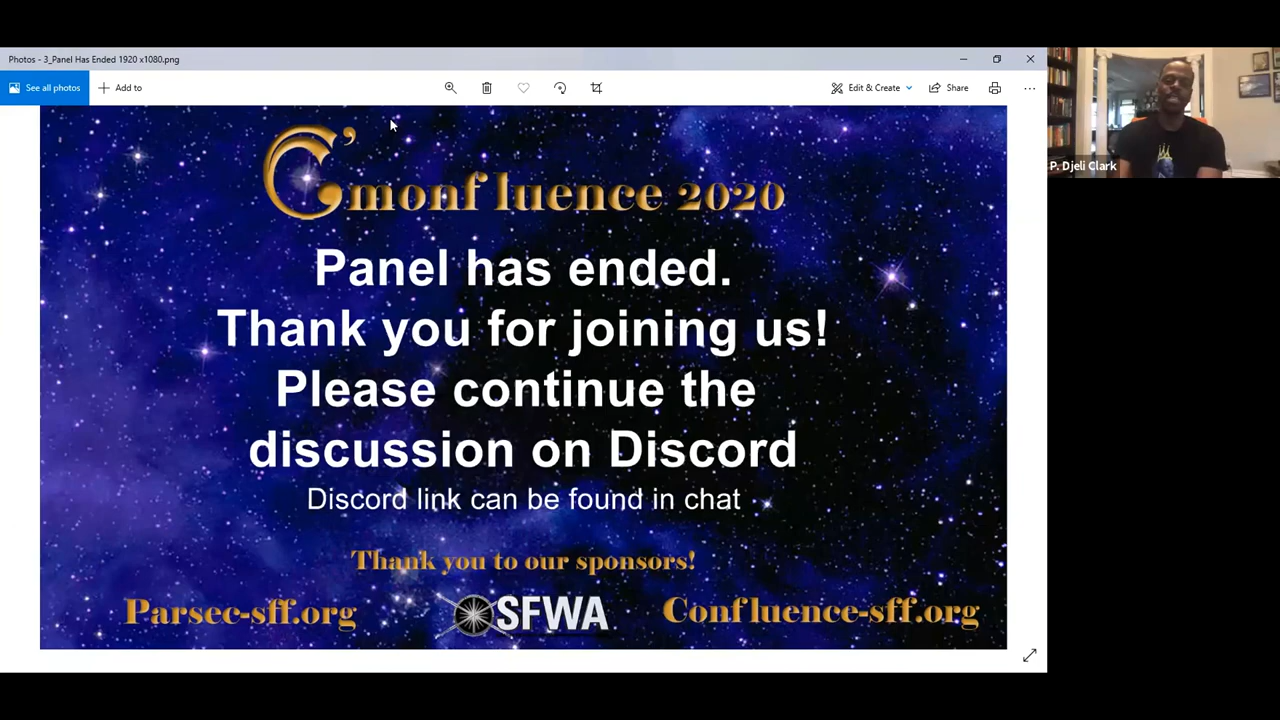 Photos - 3_Panel Has Ended 1920 x1080.png
See all photos
Add to
Edit & Create
Share
C'monfluence 2020
Panel has ended.
Thank you for joining us!
Please continue the
discussion on Discord
Discord link can be found in chat
Thank you to our sponsors!
Parsec-sff.org
SFWA
Confluence-sff.org
P. Djeli Clark